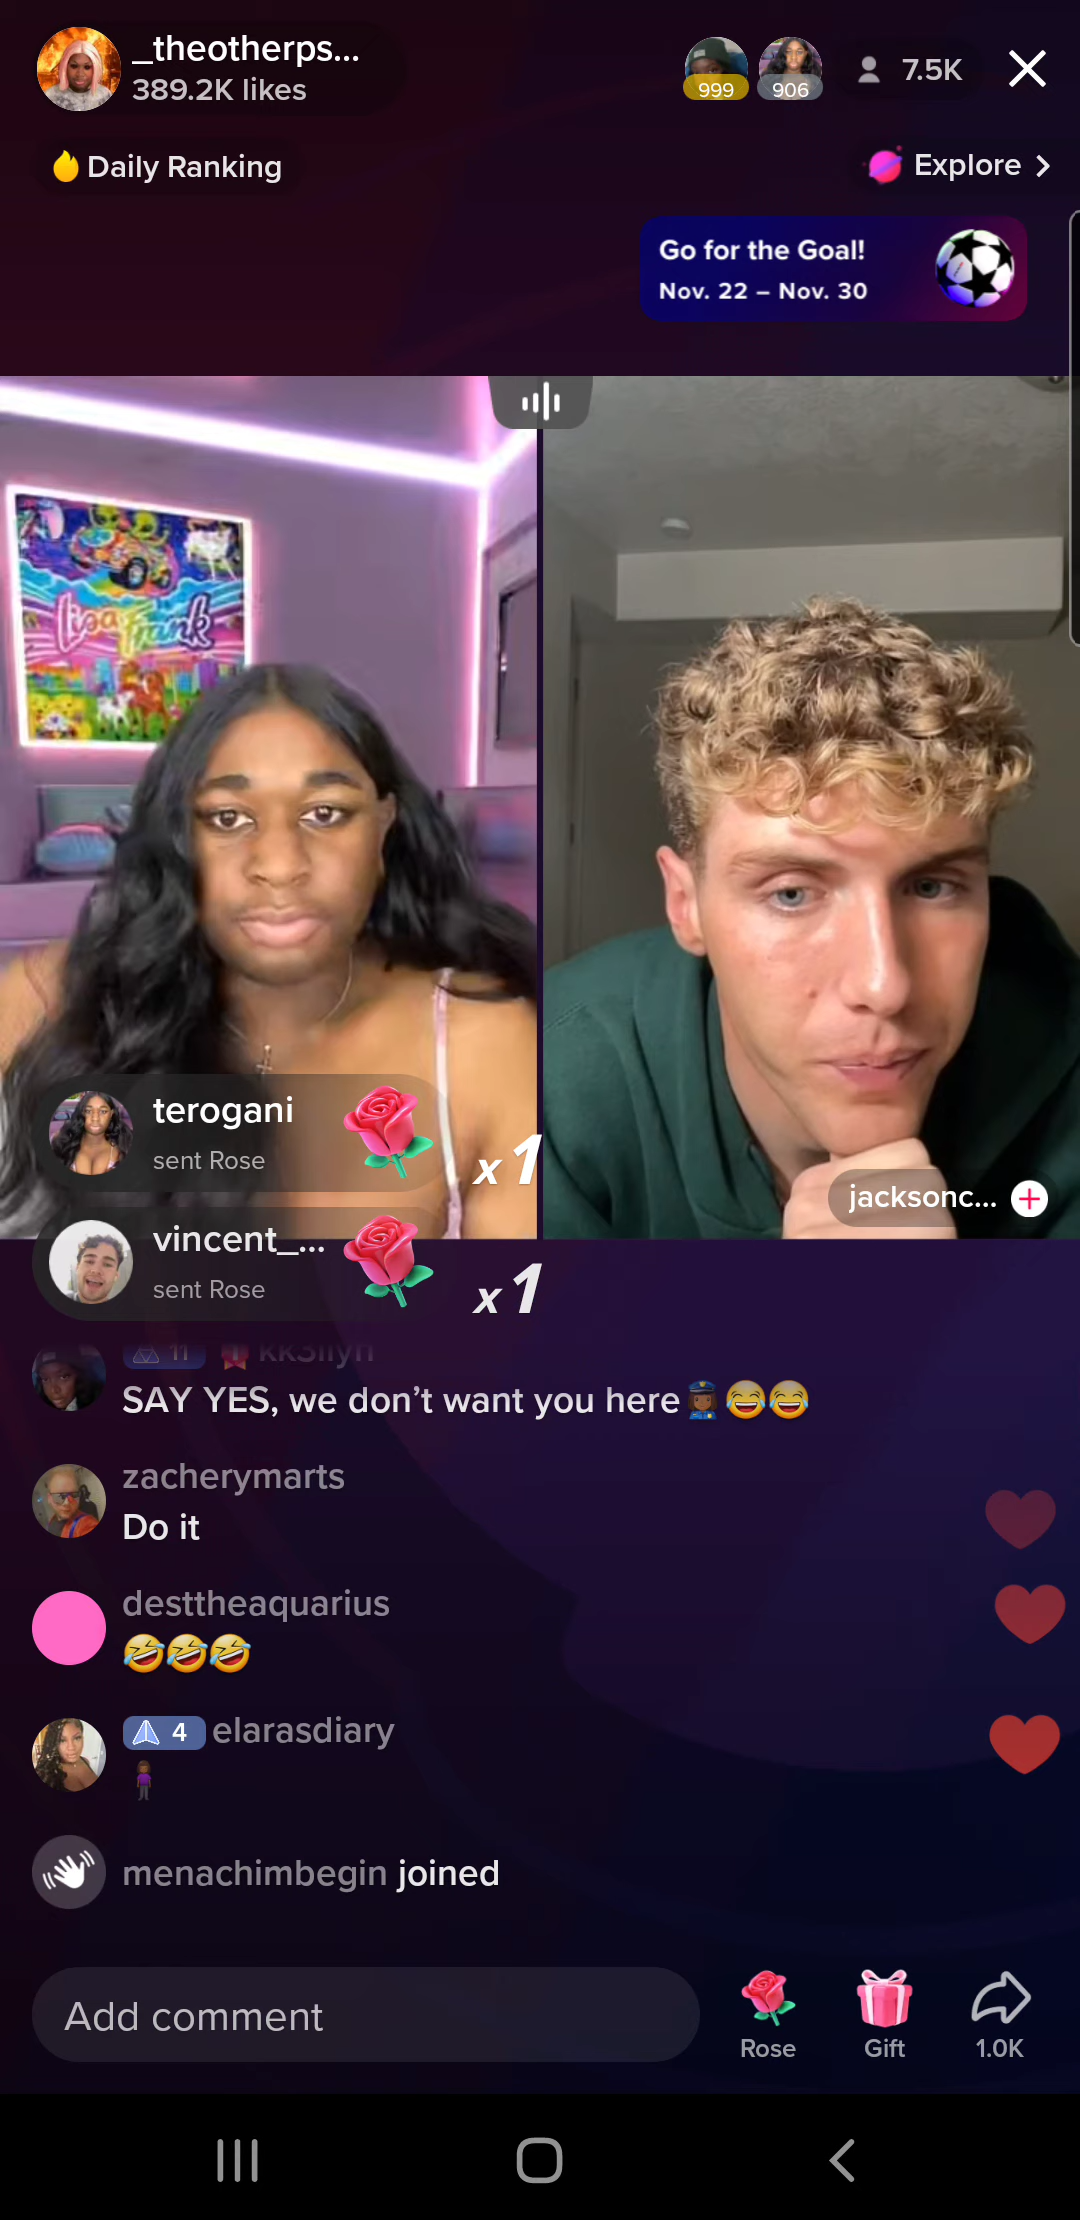 _theotherps...
389.2K likes
999
906
7.5K
Daily Ranking
Explore
Go for the Goal!
Nov. 22 – Nov. 30
Lisa Frank
terogani
sent Rose
x1
jacksonc...
vincent_...
sent Rose
x1
11 kk3llyn
SAY YES, we don’t want you here👮🏾‍♀️😂😂
zacherymarts
Do it
desttheaquarius
🤣🤣🤣
4 elarasdiary
🧍🏾‍♀️
menachimbegin joined
Add comment
Rose
Gift
1.0K